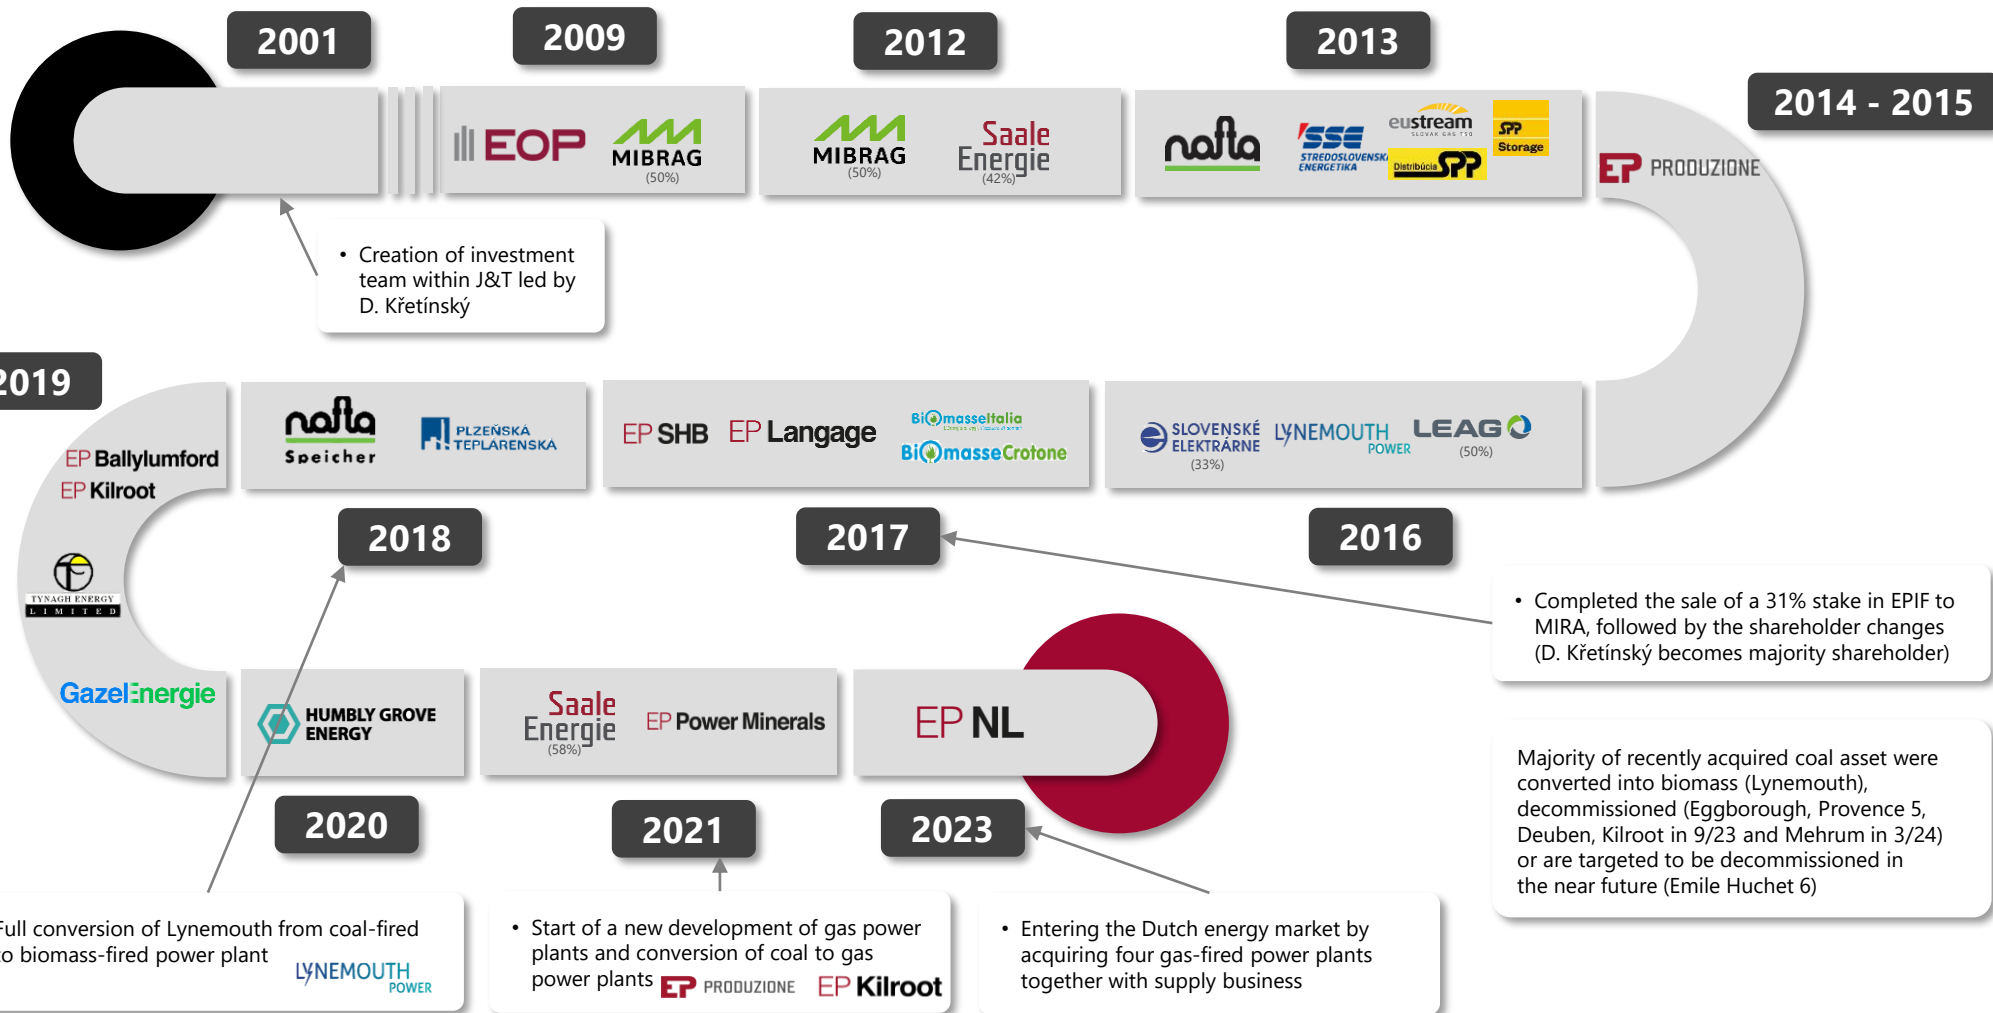 2001
2009
2012
2013
2014 - 2015
EOP
MIBRAG
(50%)
MIBRAG
(50%)
Saale
Energie
(42%)
nafta
SSE
STREDOSLOVENSK
ENERGETIKA
eustream
SLOVAK GAS TSO
Distribúcia SPP
SPP
Storage
EP PRODUZIONE
• Creation of investment
team within J&T led by
D. Křetínský
2019
EP Ballylumford
EP Kilroot
TYNAGH ENERGY
LIMITED
GazelEnergie
nafta
Speicher
PLZEŇSKÁ
TEPLÁRENSKÁ
EP SHB
EP Langage
BiomasseItalia
BiomasseCrotone
SLOVENSKÉ
ELEKTRÁRNE
(33%)
LYNEMOUTH
POWER
LEAG
(50%)
2018
2017
2016
• Completed the sale of a 31% stake in EPIF to
MIRA, followed by the shareholder changes
(D. Křetínský becomes majority shareholder)
HUMBLY GROVE
ENERGY
Saale
Energie
(58%)
EP Power Minerals
EP NL
Majority of recently acquired coal asset were
converted into biomass (Lynemouth),
decommissioned (Eggborough, Provence 5,
Deuben, Kilroot in 9/23 and Mehrum in 3/24)
or are targeted to be decommissioned in
the near future (Emile Huchet 6)
2020
2021
2023
Full conversion of Lynemouth from coal-fired
to biomass-fired power plant
LYNEMOUTH
POWER
• Start of a new development of gas power
plants and conversion of coal to gas
power plants
EP PRODUZIONE
EP Kilroot
• Entering the Dutch energy market by
acquiring four gas-fired power plants
together with supply business